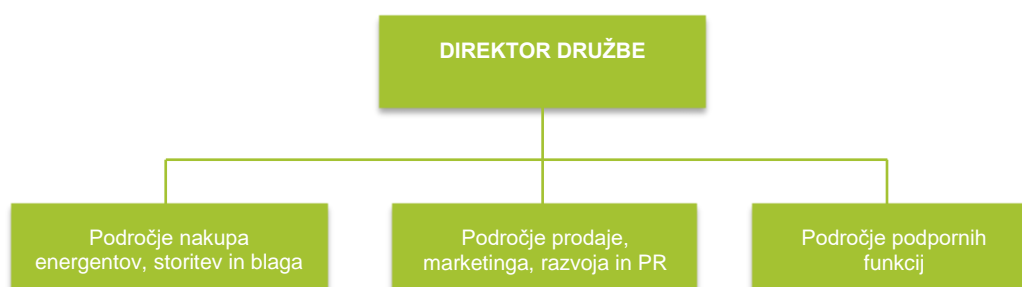 DIREKTOR DRUŽBE
Področje nakupa
energentov, storitev in blaga
Področje prodaje,
marketinga, razvoja in PR
Področje podpornih
funkcij